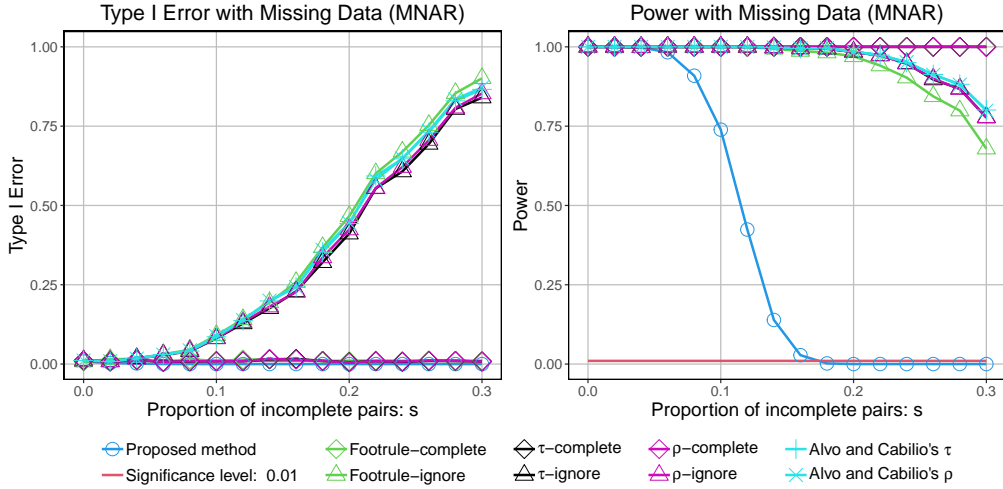 Type I Error with Missing Data (MNAR)
Power with Missing Data (MNAR)
Type I Error
1.00
0.75
0.50
0.25
0.00
0.0 0.1 0.2 0.3
Proportion of incomplete pairs: s
Power
1.00
0.75
0.50
0.25
0.00
0.0 0.1 0.2 0.3
Proportion of incomplete pairs: s
Proposed method
Footrule−complete
τ−complete
ρ−complete
Alvo and Cabilio's τ
Significance level: 0.01
Footrule−ignore
τ−ignore
ρ−ignore
Alvo and Cabilio's ρ